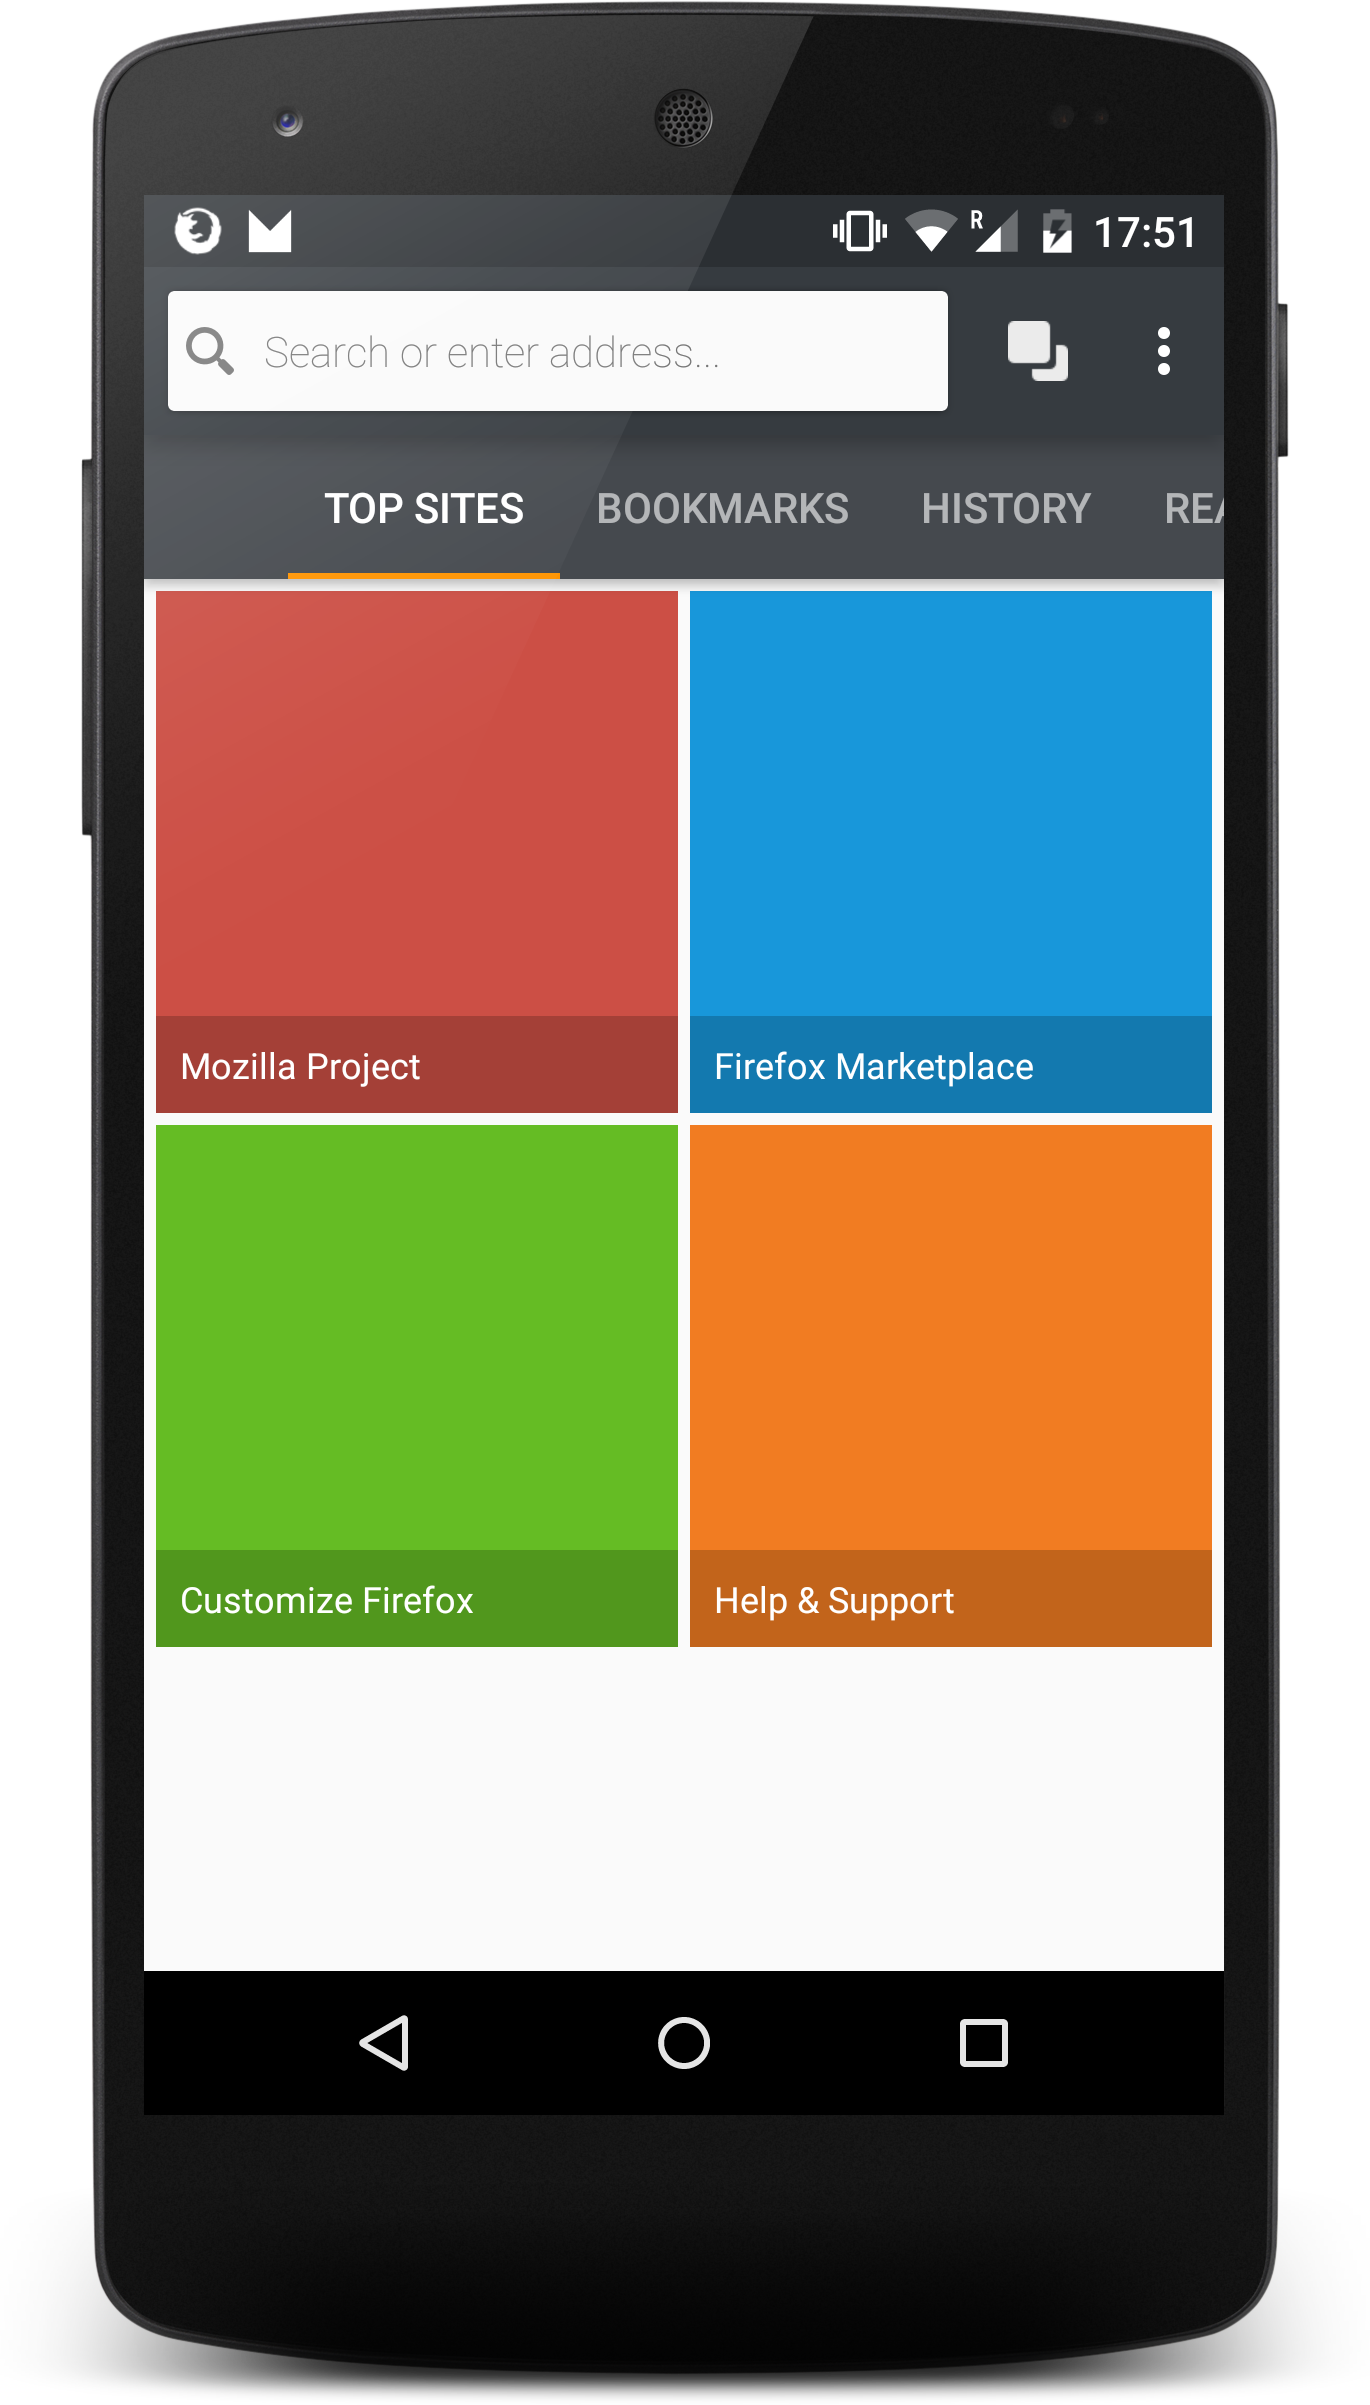 R 17:51
Search or enter address...
TOP SITES BOOKMARKS HISTORY REA
Mozilla Project Firefox Marketplace
Customize Firefox Help & Support